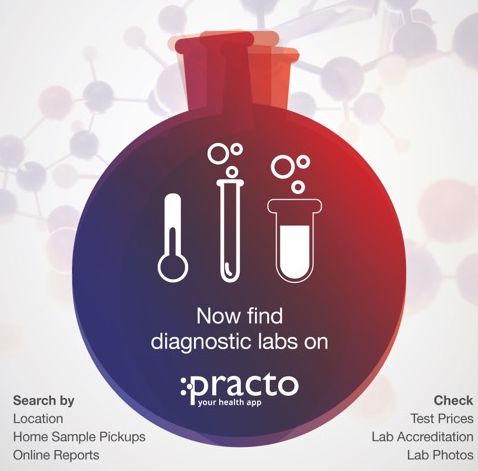 Now find
diagnostic labs on
practo
your health app
Search by
Location
Home Sample Pickups
Online Reports
Check
Test Prices
Lab Accreditation
Lab Photos